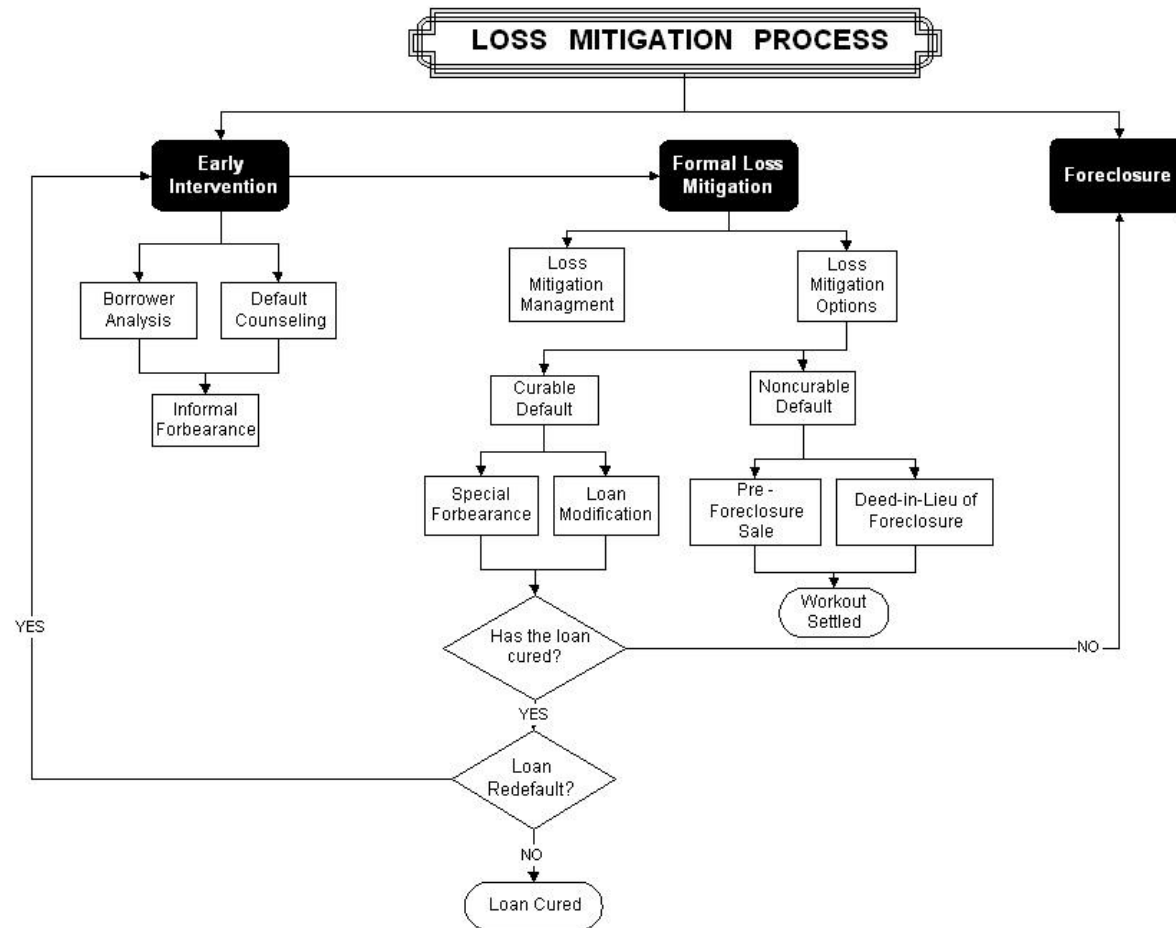 LOSS MITIGATION PROCESS
Early
Intervention
Formal Loss
Mitigation
Foreclosure
Borrower
Analysis
Default
Counseling
Informal
Forbearance
Loss
Mitigation
Managment
Loss
Mitigation
Options
Curable
Default
Noncurable
Default
Special
Forbearance
Loan
Modification
Pre -
Foreclosure
Sale
Deed-in-Lieu of
Foreclosure
Workout
Settled
Has the loan
cured?
NO
YES
YES
Loan
Redefault?
NO
Loan Cured